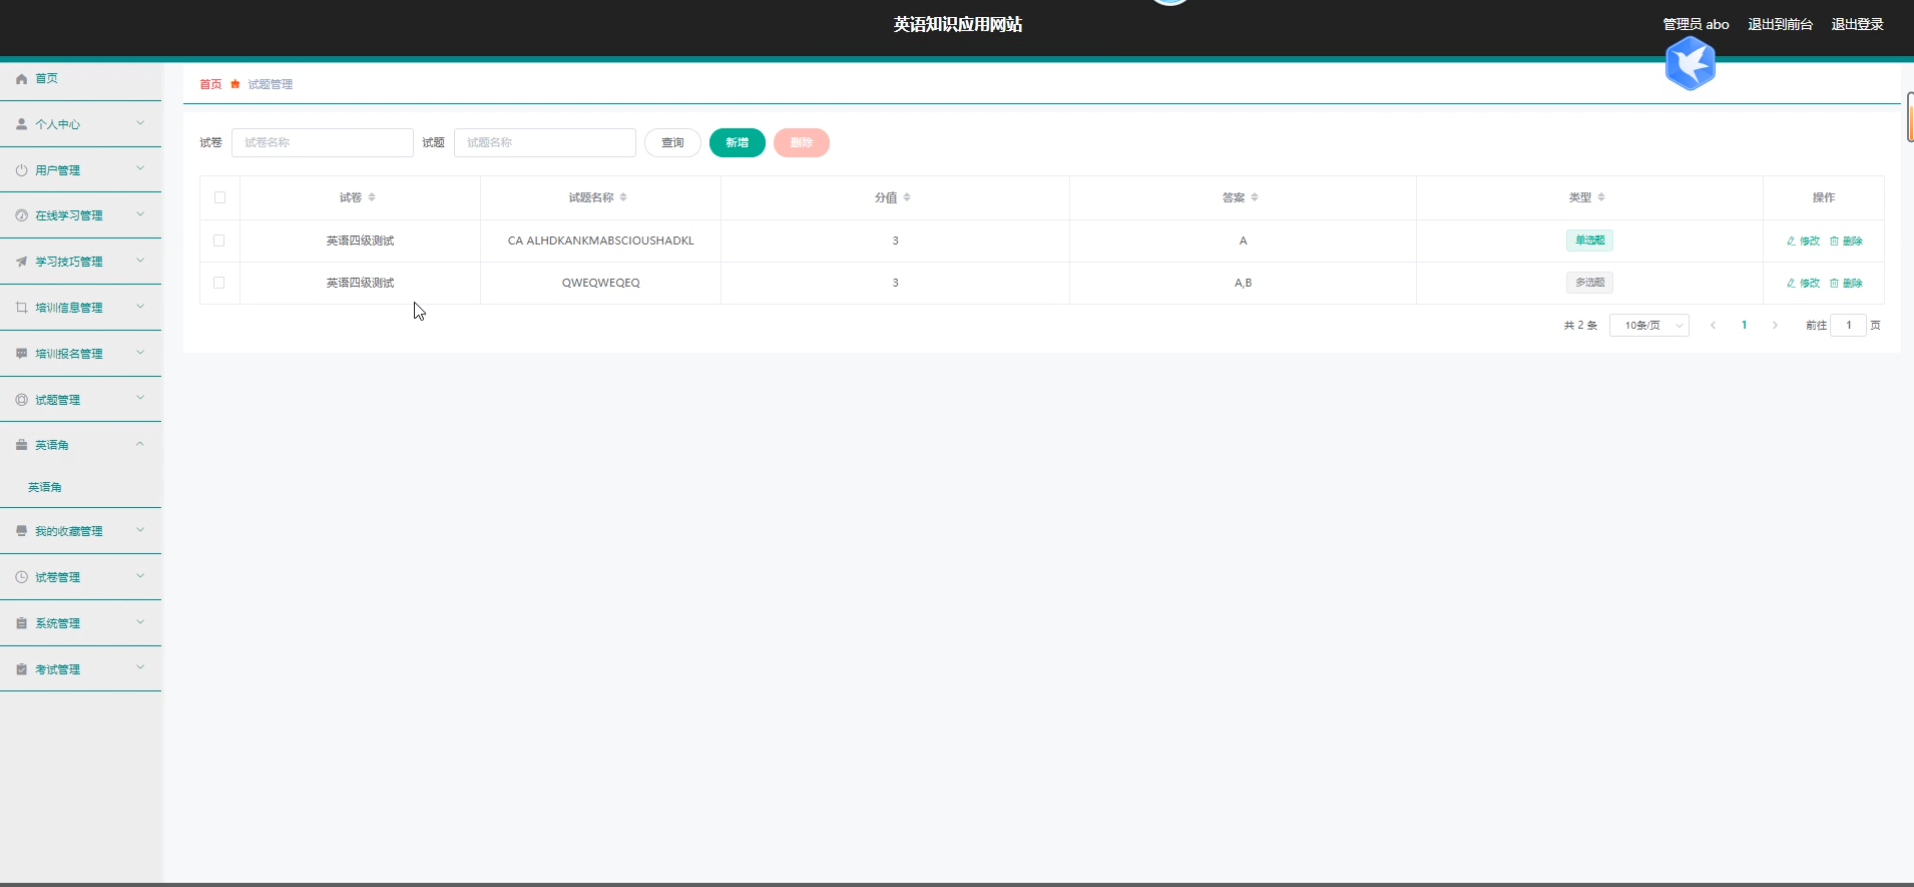 英语知识应用网站
管理员 abo 退出到前台 退出登录
首页
个人中心
用户管理
在线学习管理
学习技巧管理
培训信息管理
培训报名管理
试题管理
英语角
英语角
我的收藏管理
试卷管理
系统管理
考试管理
首页 试题管理
试卷 试卷名称 试题 试题名称 查询 新增 删除
试卷 试题名称 分值 答案 类型 操作
英语四级测试 CA ALHDKANKMABSCIOUSHADKL 3 A 单选题 修改 删除
英语四级测试 QWEQWEQEQ 3 A,B 多选题 修改 删除
共 2 条 10条/页 1 前往 1 页